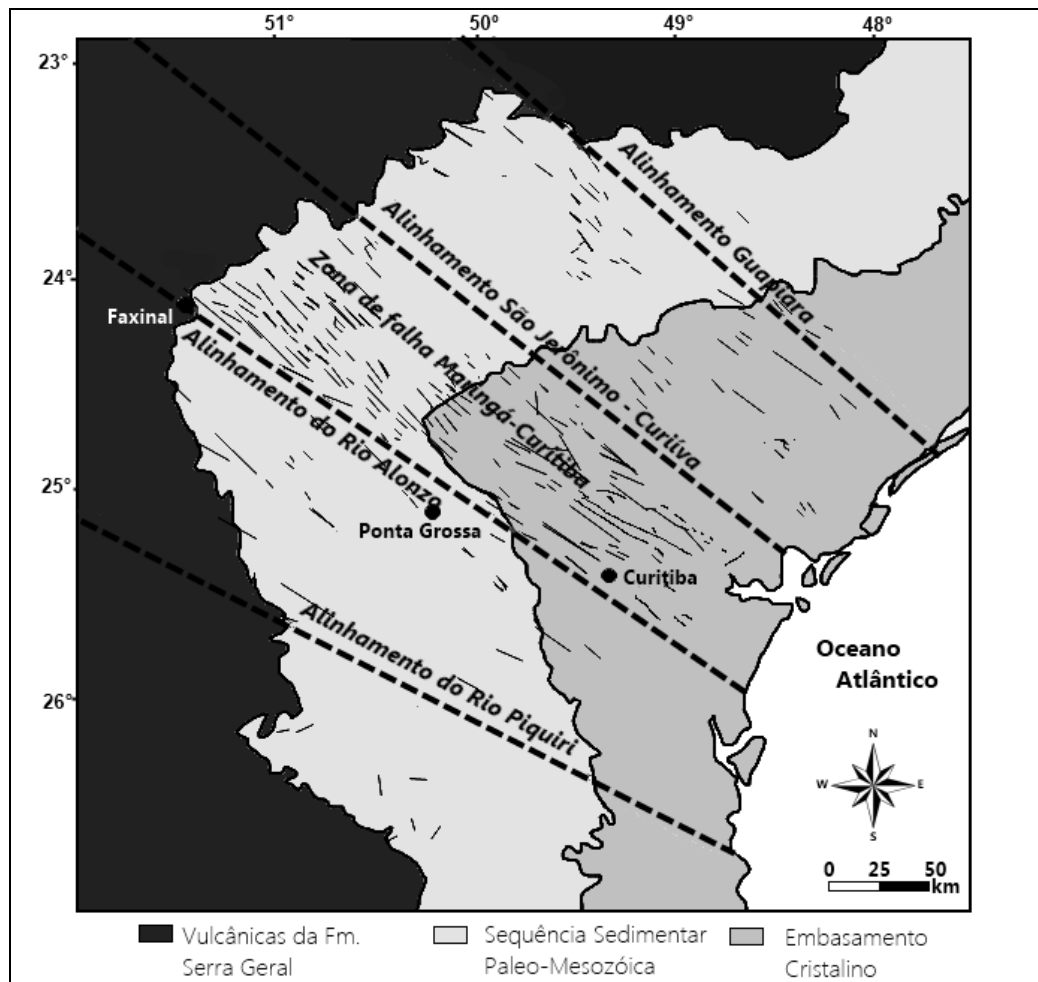 51° 50° 49° 48°
23°
24°
25°
26°
Alinhamento Guapiara
Alinhamento São Jerônimo - Curiíva
Zona de falha Maringá-Curitiba
Faxinal
Alinhamento do Rio Alonzo
Ponta Grossa
Curitiba
Alinhamento do Rio Piquiri
Oceano
Atlântico
N
W E
S
0 25 50
km
Vulcânicas da Fm.
Serra Geral
Sequência Sedimentar
Paleo-Mesozóica
Embasamento
Cristalino